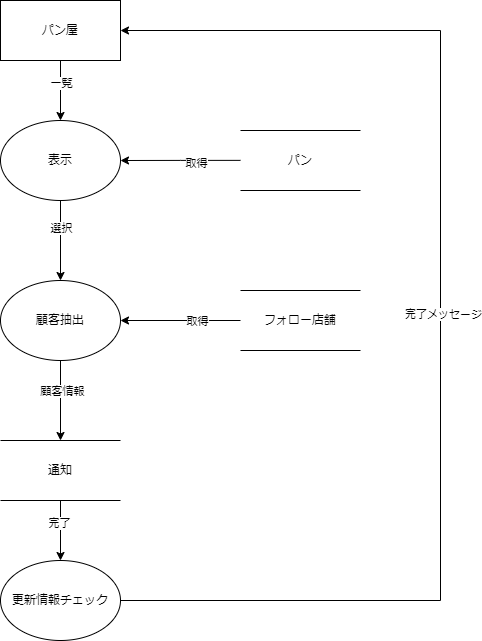 パン屋
一覧
表示
取得
パン
選択
顧客抽出
取得
フォロー店舗
完了メッセージ
顧客情報
通知
完了
更新情報チェック